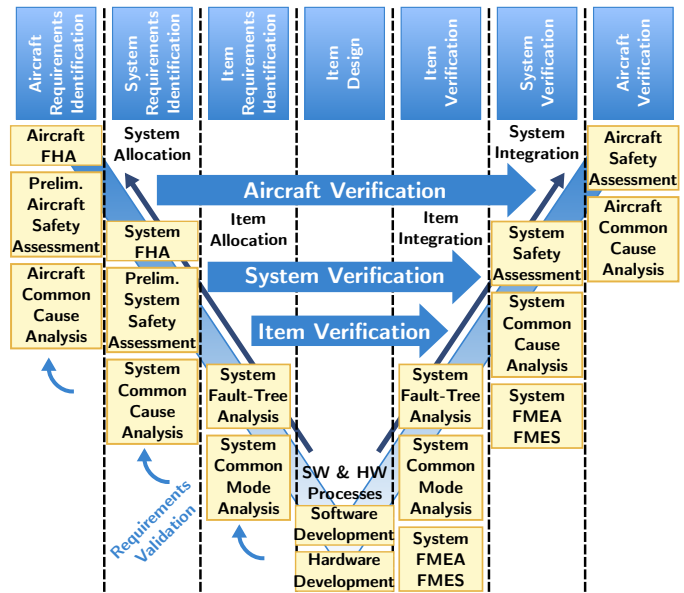 Aircraft
Requirements
Identification
System
Requirements
Identification
Item
Requirements
Identification
Item
Design
Item
Verification
System
Verification
Aircraft
Verification
Aircraft
FHA
Prelim.
Aircraft
Safety
Assessment
Aircraft
Common
Cause
Analysis
System
Allocation
System
FHA
Prelim.
System
Safety
Assessment
System
Common
Cause
Analysis
Requirements
Validation
Aircraft Verification
Item
Allocation
System Verification
Item Verification
System
Fault-Tree
Analysis
System
Common
Mode
Analysis
SW & HW
Processes
Software
Development
Hardware
Development
Item
Integration
System
Fault-Tree
Analysis
System
Common
Mode
Analysis
System
FMEA
FMES
System
Integration
System
Safety
Assessment
System
Common
Cause
Analysis
System
FMEA
FMES
Aircraft
Safety
Assessment
Aircraft
Common
Cause
Analysis